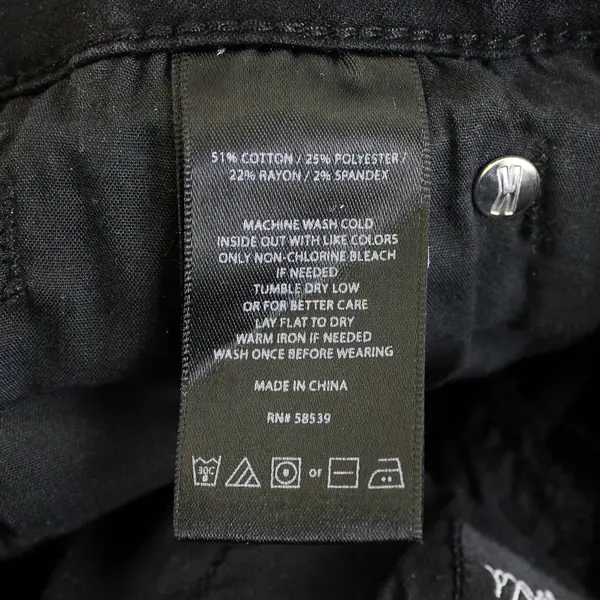 51% COTTON / 25% POLYESTER /
22% RAYON / 2% SPANDEX
MACHINE WASH COLD
INSIDE OUT WITH LIKE COLORS
ONLY NON-CHLORINE BLEACH
IF NEEDED
TUMBLE DRY LOW
OR FOR BETTER CARE
LAY FLAT TO DRY
WARM IRON IF NEEDED
WASH ONCE BEFORE WEARING
MADE IN CHINA
RN# 58539
30C or